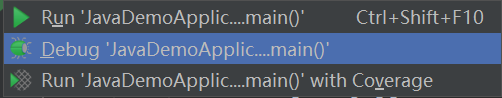 Run 'JavaDemoApplic....main()' Ctrl+Shift+F10
Debug 'JavaDemoApplic....main()'
Run 'JavaDemoApplic....main()' with Coverage